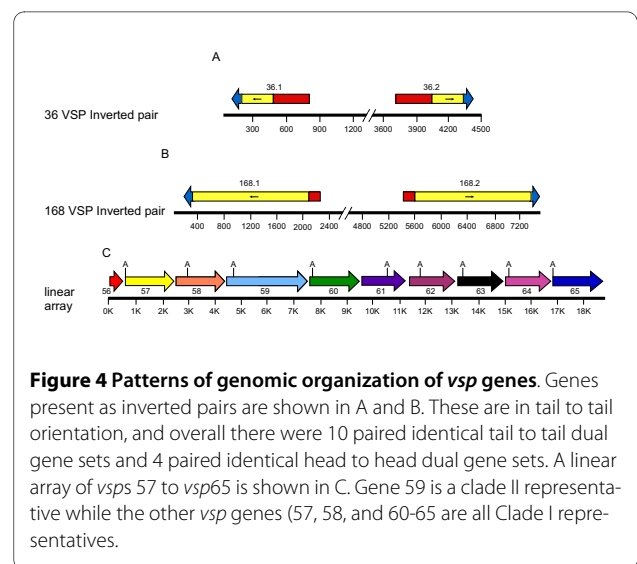 A
36.1
36.2
36 VSP Inverted pair
300 600 900 1200 3600 3900 4200 4500
B
168.1
168.2
168 VSP Inverted pair
400 800 1200 1600 2000 2400 4800 5200 5600 6000 6400 6800 7200
C
A A A A A A A A A
56 57 58 59 60 61 62 63 64 65
linear
array
0K 1K 2K 3K 4K 5K 6K 7K 8K 9K 10K 11K 12K 13K 14K 15K 16K 17K 18K
Figure 4 Patterns of genomic organization of vsp genes. Genes
present as inverted pairs are shown in A and B. These are in tail to tail
orientation, and overall there were 10 paired identical tail to tail dual
gene sets and 4 paired identical head to head dual gene sets. A linear
array of vsps 57 to vsp65 is shown in C. Gene 59 is a clade II representa-
tive while the other vsp genes (57, 58, and 60-65 are all Clade I repre-
sentatives.